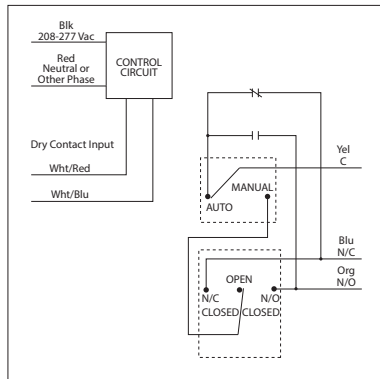 Blk
208-277 Vac
Red
Neutral or
Other Phase
CONTROL
CIRCUIT
Dry Contact Input
Wht/Red
Wht/Blu
Yel
C
MANUAL
AUTO
Blu
N/C
OPEN
Org
N/O
N/C
N/O
CLOSED
CLOSED